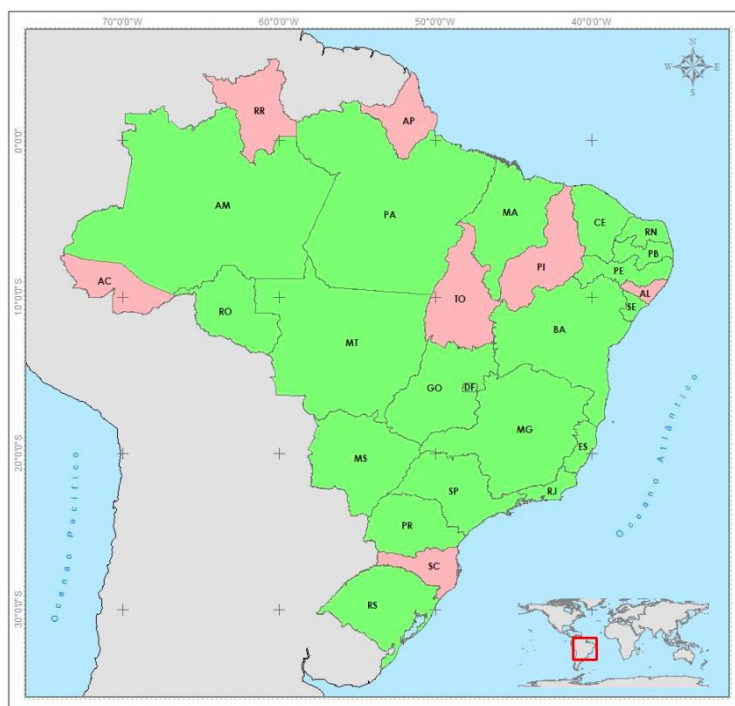 70°0'0"W
60°0'0"W
50°0'0"W
40°0'0"W
N
W
E
S
RR
AP
0°0'0"
AM
PA
MA
CE
RN
PB
PI
PE
AC
TO
AL
10°0'0"S
SE
RO
BA
MT
GO
DF
MG
ES
MS
20°0'0"S
SP
RJ
PR
SC
RS
30°0'0"S
Oceano Pacífico
Oceano Atlântico